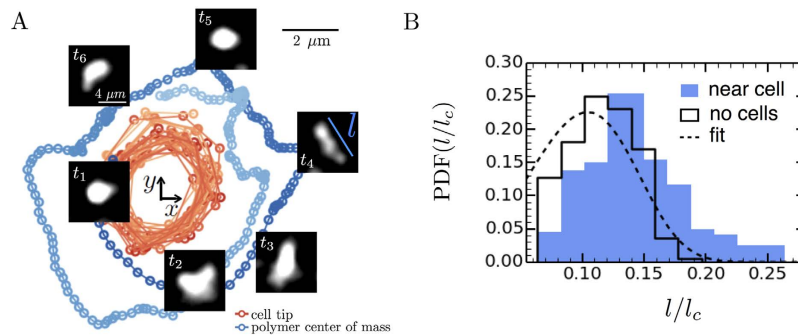 A
B
t5
2 μm
t6
4 μm
l
t4
t1
y
x
t2
t3
cell tip
polymer center of mass
PDF(l/lc)
0.30
0.25
0.20
0.15
0.10
0.05
0.00
near cell
no cells
fit
0.10 0.15 0.20 0.25
l/lc